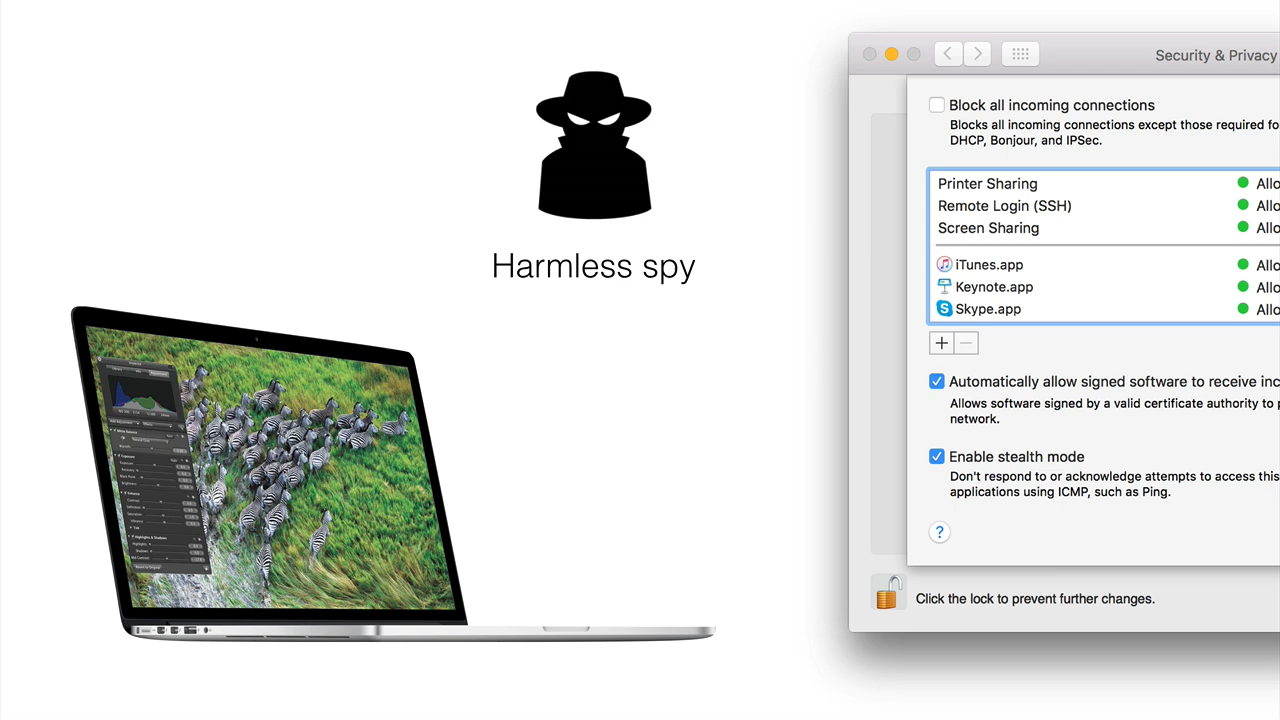 Harmless spy
Security & Privacy
Block all incoming connections
Blocks all incoming connections except those required fo
DHCP, Bonjour, and IPSec.
Printer Sharing
Allo
Remote Login (SSH)
Allo
Screen Sharing
Allo
iTunes.app
Allo
Keynote.app
Allo
Skype.app
Allo
Automatically allow signed software to receive inc
Allows software signed by a valid certificate authority to p
network.
Enable stealth mode
Don't respond to or acknowledge attempts to access this
applications using ICMP, such as Ping.
?
Click the lock to prevent further changes.